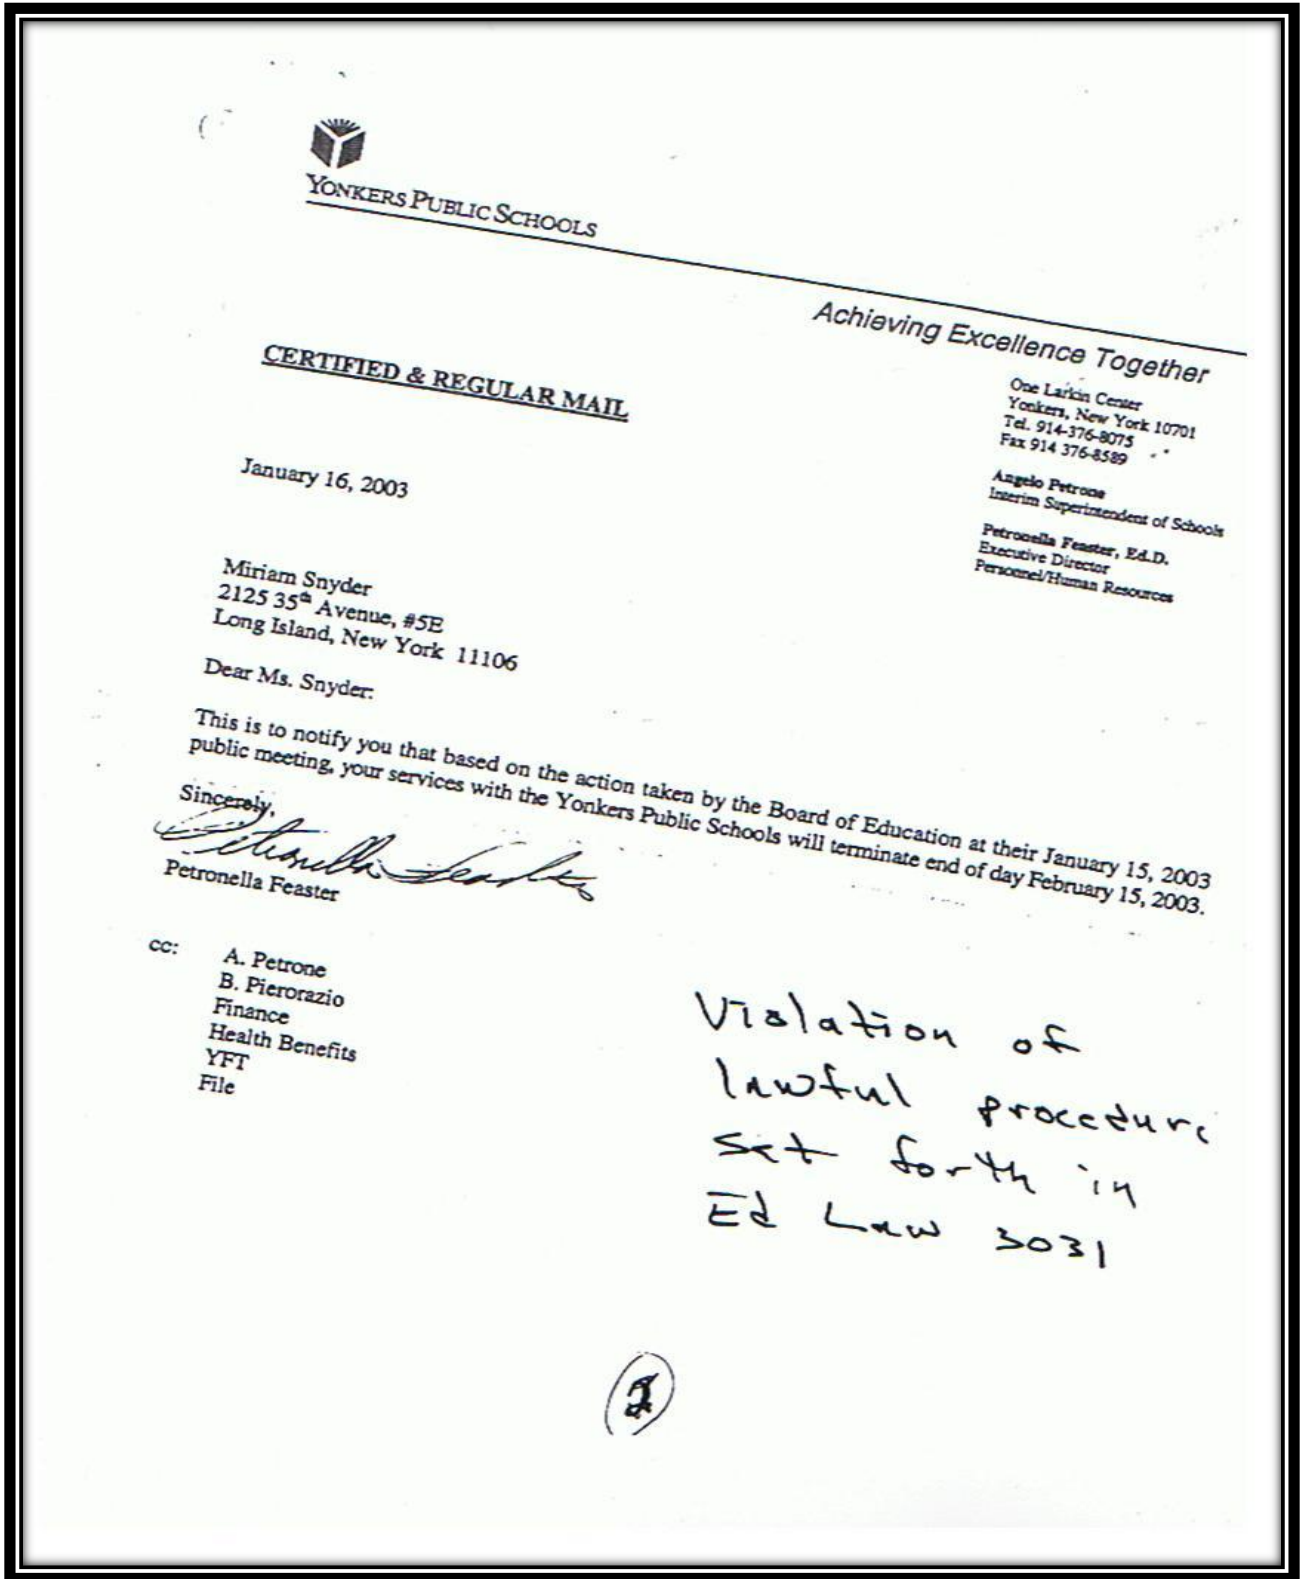 YONKERS PUBLIC SCHOOLS
Achieving Excellence Together
One Larkin Center
Yonkers, New York 10701
Tel. 914-376-8075
Fax 914 376-8589
Angelo Petrone
Interim Superintendent of Schools
Petronella Feaster, Ed.D.
Executive Director
Personnel/Human Resources
CERTIFIED & REGULAR MAIL
January 16, 2003
Miriam Snyder
2125 35th Avenue, #5E
Long Island, New York 11106
Dear Ms. Snyder:
This is to notify you that based on the action taken by the Board of Education at their January 15, 2003
public meeting, your services with the Yonkers Public Schools will terminate end of day February 15, 2003.
Sincerely,
Petronella Feaster
Petronella Feaster
cc: A. Petrone
B. Pierorazio
Finance
Health Benefits
YFT
File
Violation of
lawful procedure
set forth in
Ed Law 3031
2